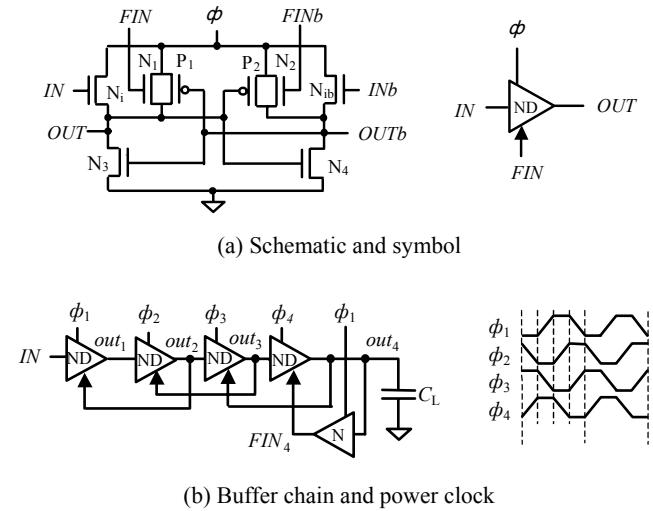 FIN ϕ FINb ϕ
N1 P1 P2 N2
IN Ni Nib INb IN ND OUT
OUT OUTb
N3 N4 FIN
(a) Schematic and symbol
ϕ1 ϕ2 ϕ3 ϕ4 ϕ1
out1 out2 out3 out4
IN ND ND ND ND
CL
FIN4 N
ϕ1
ϕ2
ϕ3
ϕ4
(b) Buffer chain and power clock